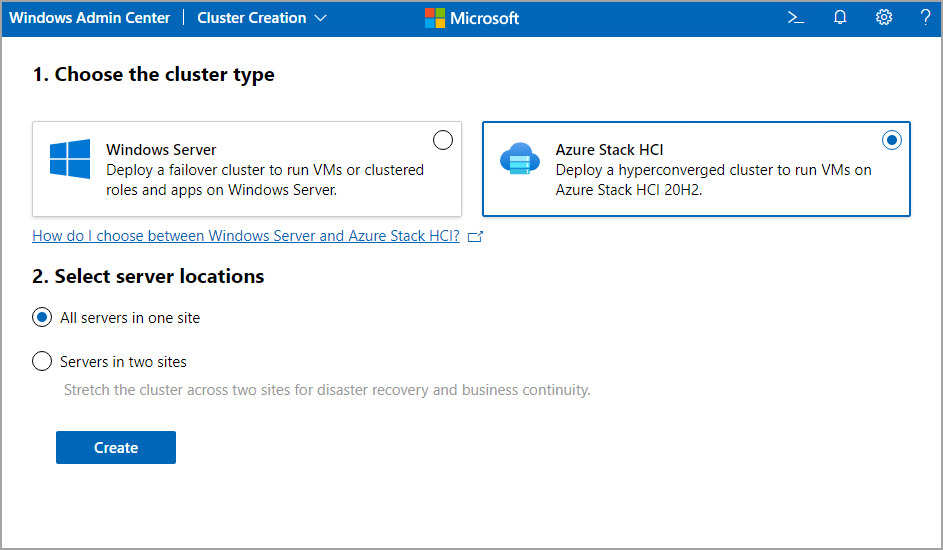 Windows Admin Center | Cluster Creation
Microsoft
>_
?
1. Choose the cluster type
Windows Server
Deploy a failover cluster to run VMs or clustered
roles and apps on Windows Server.
Azure Stack HCI
Deploy a hyperconverged cluster to run VMs on
Azure Stack HCI 20H2.
How do I choose between Windows Server and Azure Stack HCI?
2. Select server locations
All servers in one site
Servers in two sites
Stretch the cluster across two sites for disaster recovery and business continuity.
Create